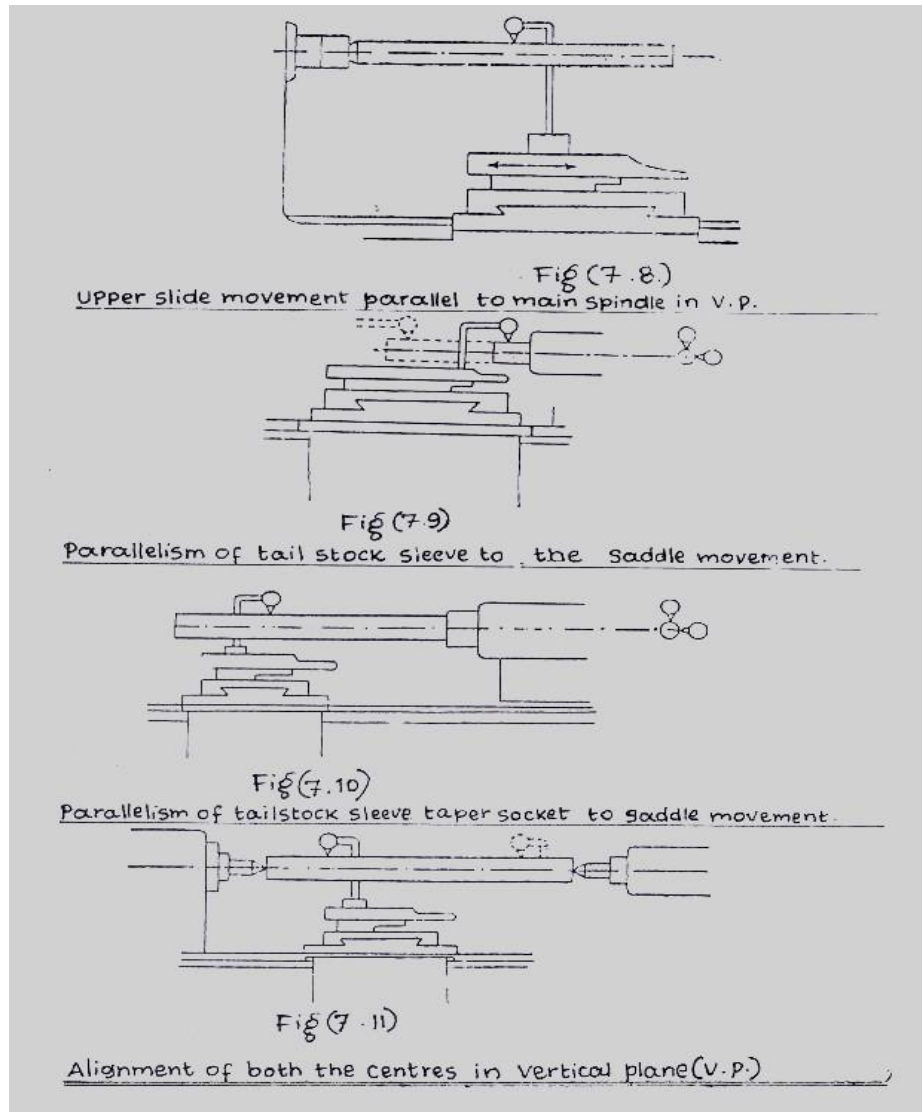 Fig (7.8.)
Upper slide movement parallel to main spindle in V.P.
Fig (7.9)
Parallelism of tail stock sleeve to the saddle movement.
Fig (7.10)
Parallelism of tailstock sleeve taper socket to saddle movement.
Fig (7.11)
Alignment of both the centres in vertical plane (V.P.)